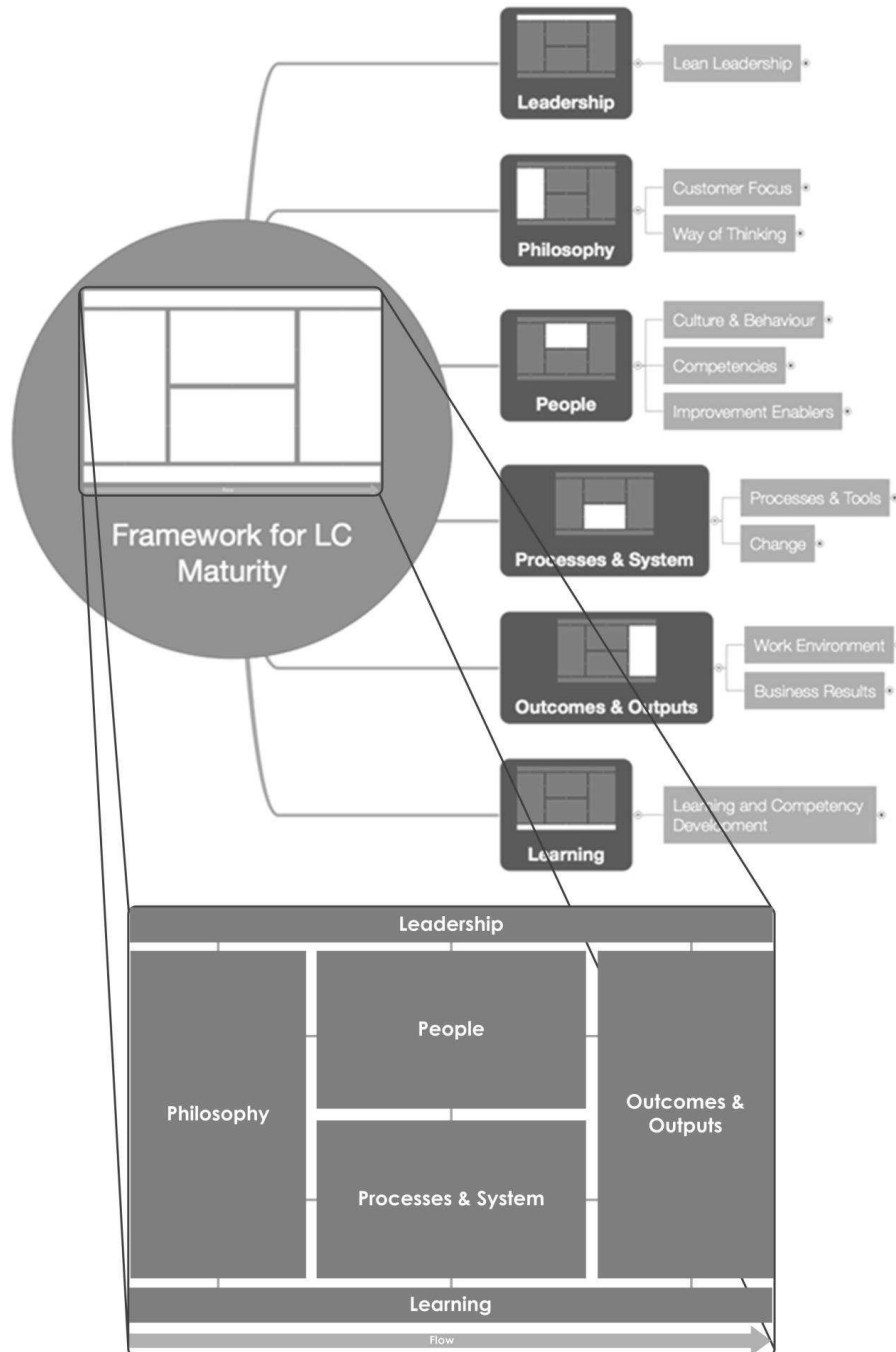 Leadership
Lean Leadership
Philosophy
Customer Focus
Way of Thinking
People
Culture & Behaviour
Competencies
Improvement Enablers
Flow
Framework for LC
Maturity
Processes & System
Processes & Tools
Change
Outcomes & Outputs
Work Environment
Business Results
Learning
Learning and Competency
Development
Leadership
Philosophy
People
Processes & System
Outcomes &
Outputs
Learning
Flow